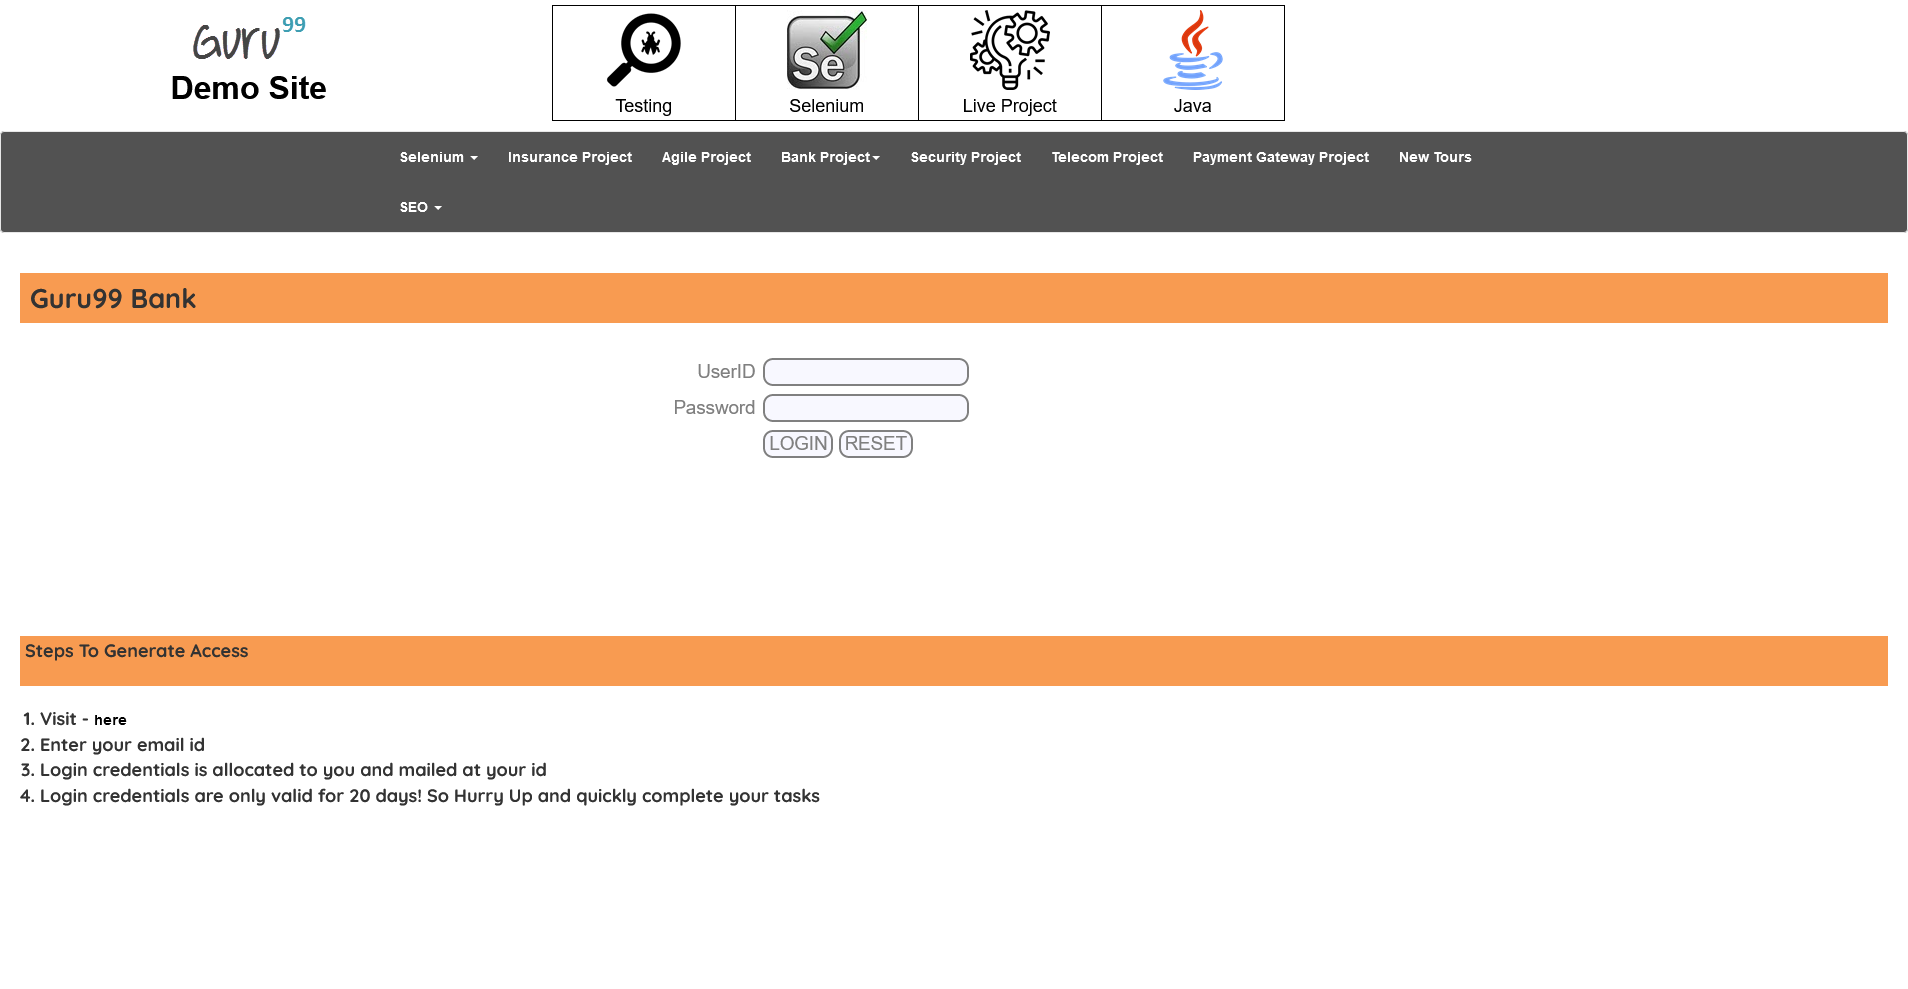 Guru99
Demo Site
Testing
Se
Selenium
Live Project
Java
Selenium
Insurance Project
Agile Project
Bank Project
Security Project
Telecom Project
Payment Gateway Project
New Tours
SEO
Guru99 Bank
UserID
Password
LOGIN RESET
Steps To Generate Access
1. Visit - here
2. Enter your email id
3. Login credentials is allocated to you and mailed at your id
4. Login credentials are only valid for 20 days! So Hurry Up and quickly complete your tasks